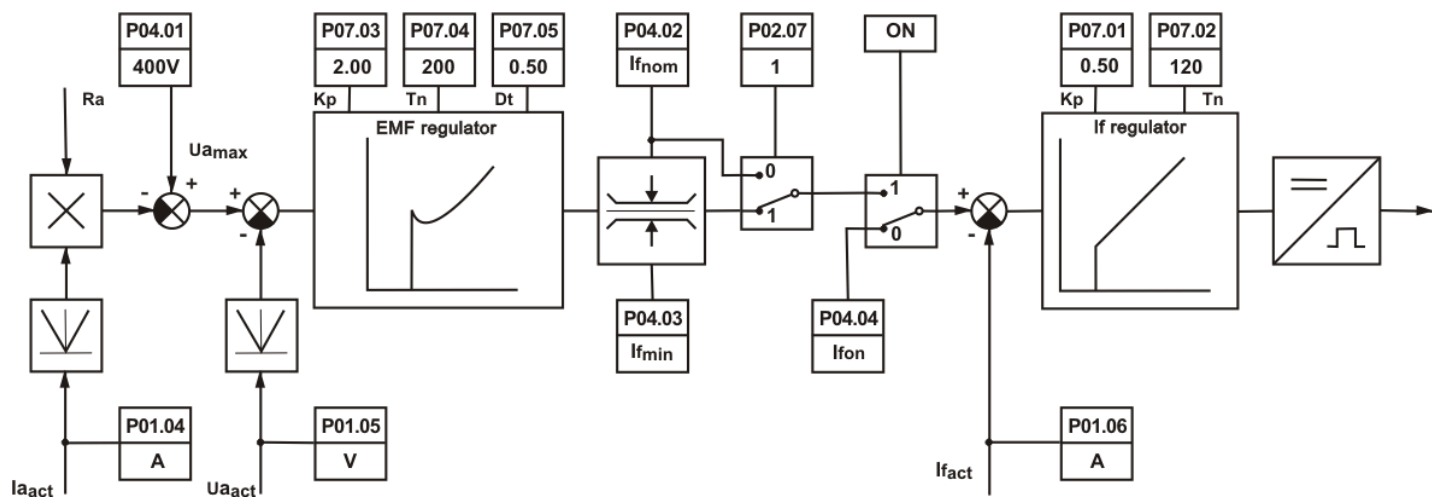 P04.01
400V
P07.03
2.00
P07.04
200
P07.05
0.50
P04.02
Ifnom
P02.07
1
ON
P07.01
0.50
P07.02
120
Ra
Kp
Tn
Dt
Kp
Tn
EMF regulator
If regulator
Uamax
-
+
+
-
0
1
1
0
+
-
P04.03
Ifmin
P04.04
Ifon
P01.04
A
P01.05
V
P01.06
A
Iaact
Uaact
Ifact